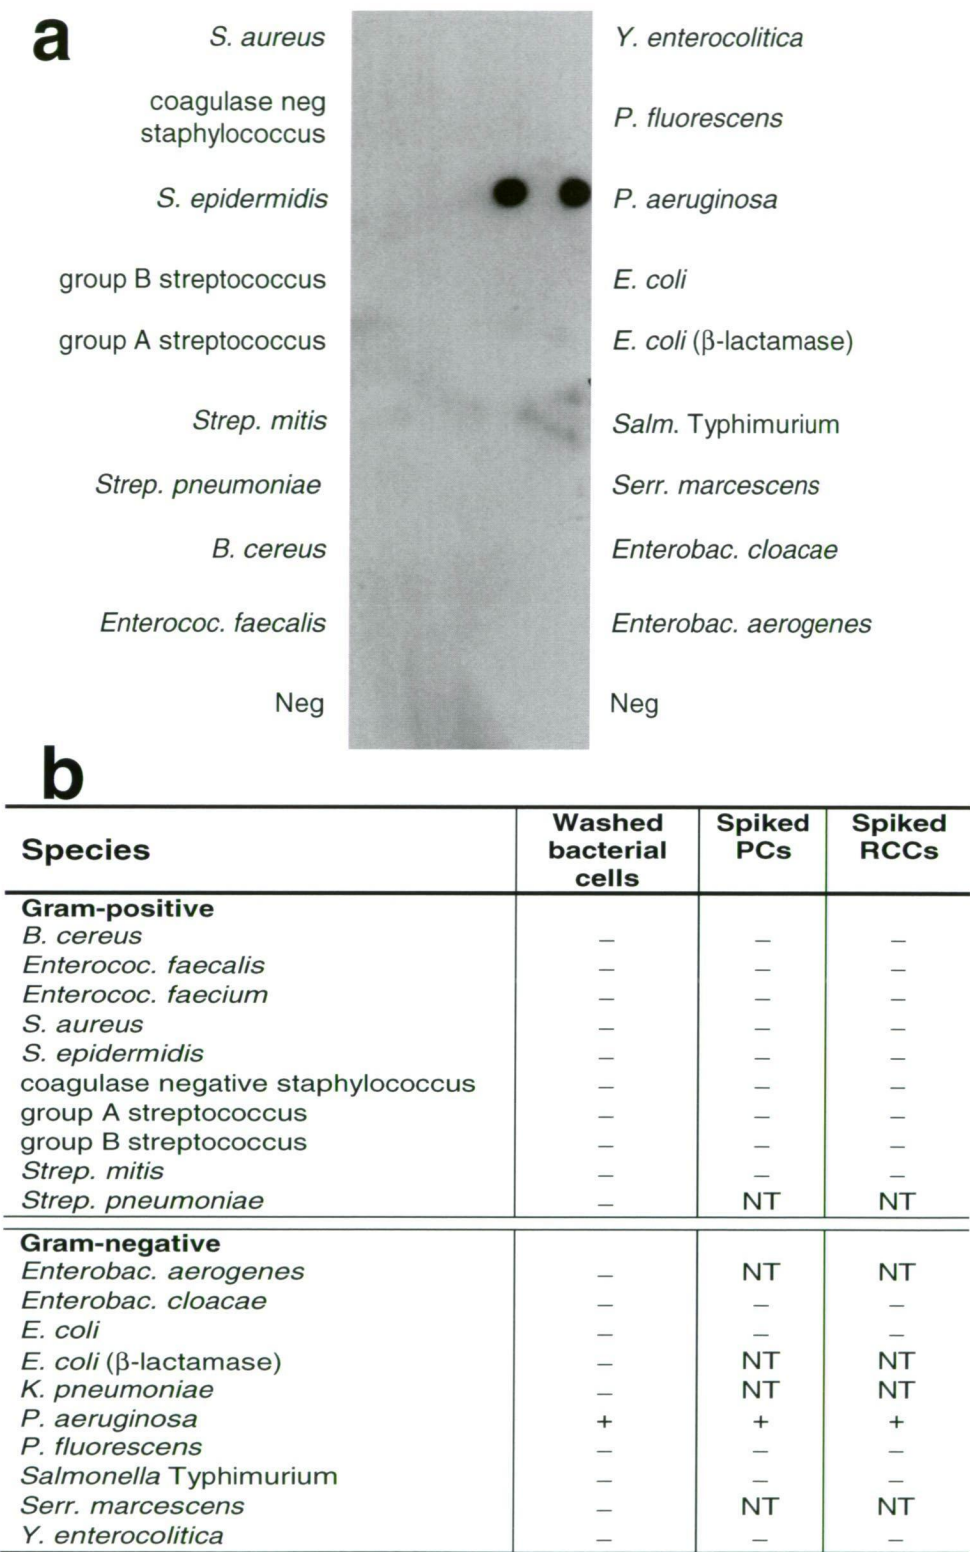 a
S. aureus
coagulase neg
staphylococcus
S. epidermidis
group B streptococcus
group A streptococcus
Strep. mitis
Strep. pneumoniae
B. cereus
Enterococ. faecalis
Neg
Y. enterocolitica
P. fluorescens
P. aeruginosa
E. coli
E. coli (β-lactamase)
Salm. Typhimurium
Serr. marcescens
Enterobac. cloacae
Enterobac. aerogenes
Neg
b
Species Washed bacterial cells Spiked PCs Spiked RCCs
Gram-positive
B. cereus – – –
Enterococ. faecalis – – –
Enterococ. faecium – – –
S. aureus – – –
S. epidermidis – – –
coagulase negative staphylococcus – – –
group A streptococcus – – –
group B streptococcus – – –
Strep. mitis – – –
Strep. pneumoniae – NT NT
Gram-negative
Enterobac. aerogenes – NT NT
Enterobac. cloacae – – –
E. coli – – –
E. coli (β-lactamase) – NT NT
K. pneumoniae – NT NT
P. aeruginosa + + +
P. fluorescens – – –
Salmonella Typhimurium – – –
Serr. marcescens – NT NT
Y. enterocolitica – – –